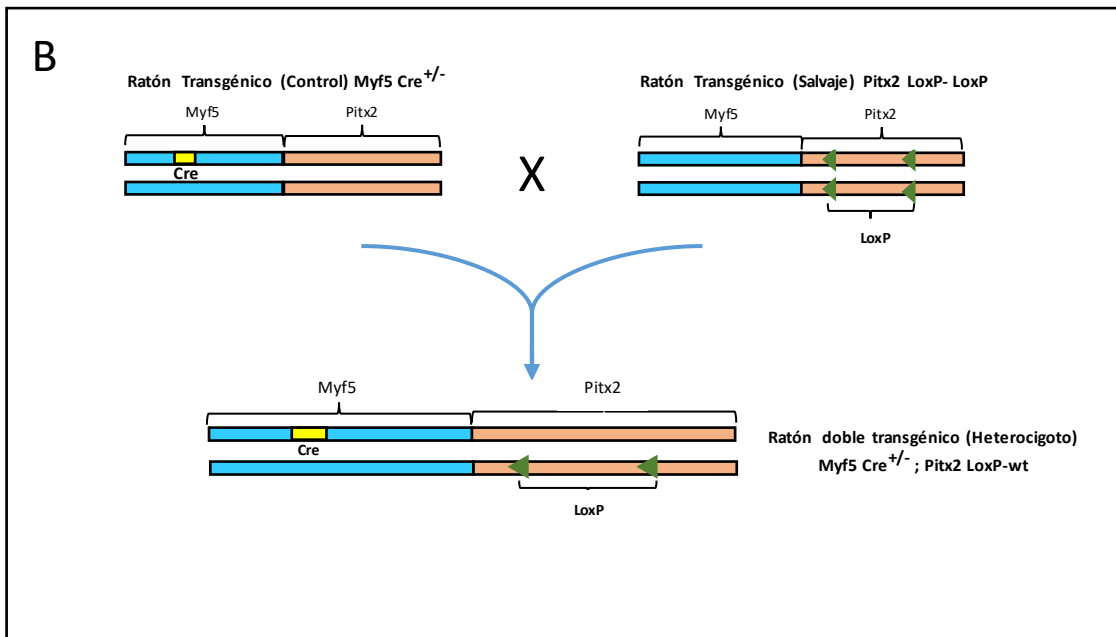 B
Ratón Transgénico (Control) Myf5 Cre+/-
Myf5 Pitx2
Cre
X
Ratón Transgénico (Salvaje) Pitx2 LoxP- LoxP
Myf5 Pitx2
LoxP
Myf5 Pitx2
Cre
LoxP
Ratón doble transgénico (Heterocigoto)
Myf5 Cre+/- ; Pitx2 LoxP-wt